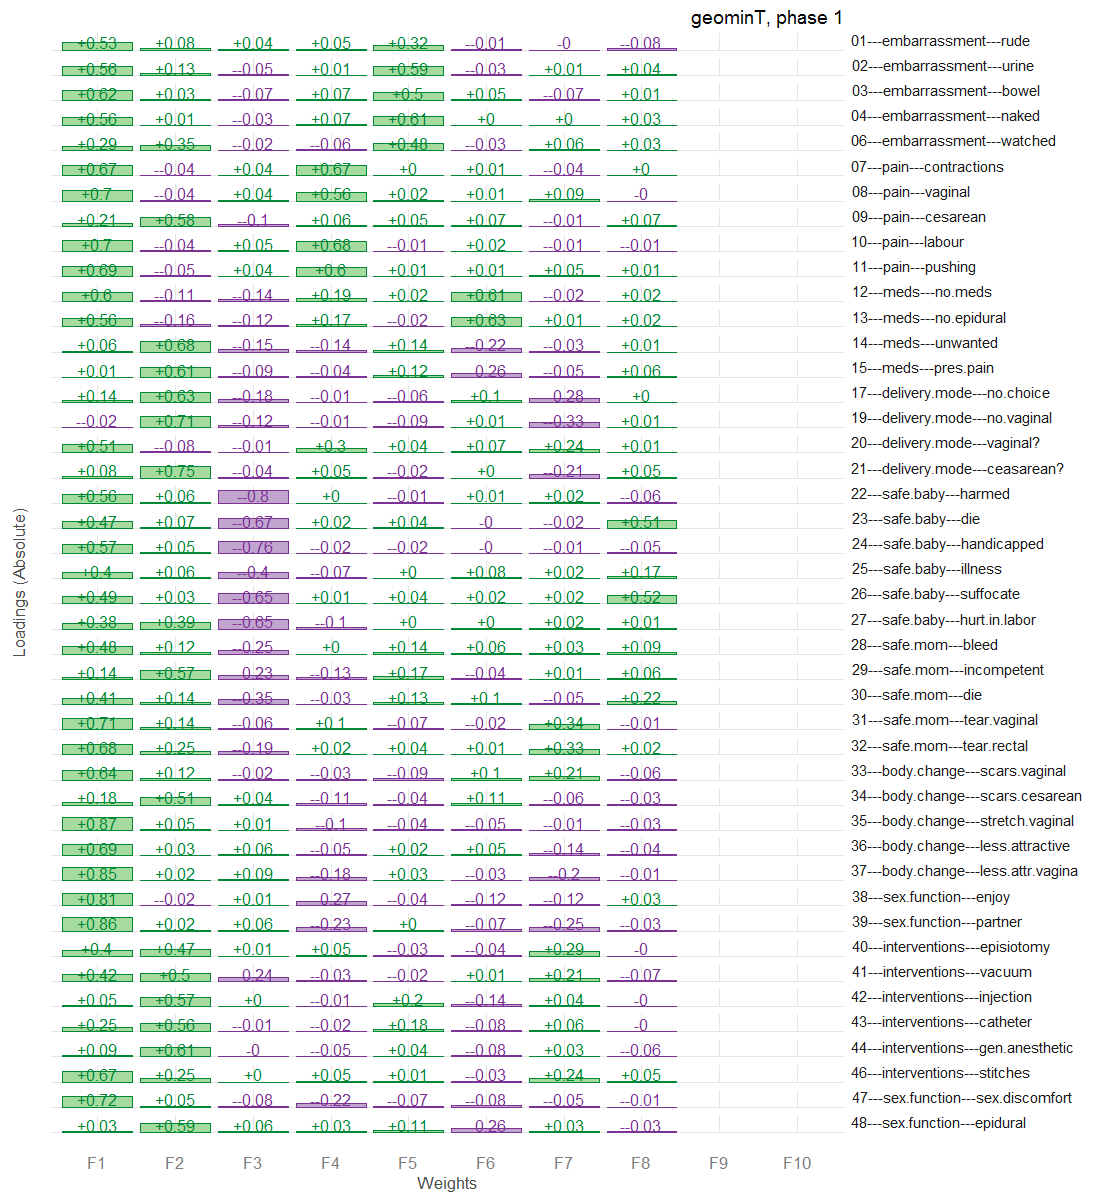 geominT, phase 1
+0.53 +0.08 +0.04 +0.05 +0.32 --0.01 -0 --0.08 01---embarrassment---rude
+0.56 +0.13 --0.05 +0.01 +0.59 --0.03 +0.01 +0.04 02---embarrassment---urine
+0.62 +0.03 --0.07 +0.07 +0.5 +0.05 --0.07 +0.01 03---embarrassment---bowel
+0.56 +0.01 --0.03 +0.07 +0.61 +0 +0 +0.03 04---embarrassment---naked
+0.29 +0.35 --0.02 --0.06 +0.48 --0.03 +0.06 +0.03 06---embarrassment---watched
+0.67 --0.04 +0.04 +0.67 +0 +0.01 --0.04 +0 07---pain---contractions
+0.7 --0.04 +0.04 +0.56 +0.02 +0.01 +0.09 -0 08---pain---vaginal
+0.21 +0.58 --0.1 +0.06 +0.05 +0.07 --0.01 +0.07 09---pain---cesarean
+0.7 --0.04 +0.05 +0.68 --0.01 +0.02 --0.01 --0.01 10---pain---labour
+0.69 --0.05 +0.04 +0.6 +0.01 +0.01 +0.05 +0.01 11---pain---pushing
+0.6 --0.11 --0.14 +0.19 +0.02 +0.61 --0.02 +0.02 12---meds---no.meds
+0.56 --0.16 --0.12 +0.17 --0.02 +0.63 +0.01 +0.02 13---meds---no.epidural
+0.06 +0.68 --0.15 --0.14 +0.14 --0.22 --0.03 +0.01 14---meds---unwanted
+0.01 +0.61 --0.09 --0.04 +0.12 --0.26 --0.05 +0.06 15---meds---pres.pain
+0.14 +0.63 --0.18 --0.01 --0.06 +0.1 --0.28 +0 17---delivery.mode---no.choice
--0.02 +0.71 --0.12 --0.01 --0.09 +0.01 --0.33 +0.01 19---delivery.mode---no.vaginal
+0.51 --0.08 --0.01 +0.3 +0.04 +0.07 +0.24 +0.01 20---delivery.mode---vaginal?
+0.08 +0.75 --0.04 +0.05 --0.02 +0 --0.21 +0.05 21---delivery.mode---ceasarean?
+0.56 +0.06 --0.8 +0 --0.01 +0.01 +0.02 --0.06 22---safe.baby---harmed
+0.47 +0.07 --0.67 +0.02 +0.04 -0 --0.02 +0.51 23---safe.baby---die
+0.57 +0.05 --0.76 --0.02 --0.02 -0 --0.01 --0.05 24---safe.baby---handicapped
+0.4 +0.06 --0.4 --0.07 +0 +0.08 +0.02 +0.17 25---safe.baby---illness
+0.49 +0.03 --0.65 +0.01 +0.04 +0.02 +0.02 +0.52 26---safe.baby---suffocate
+0.38 +0.39 --0.65 --0.1 +0 +0 +0.02 +0.01 27---safe.baby---hurt.in.labor
+0.48 +0.12 --0.25 +0 +0.14 +0.06 +0.03 +0.09 28---safe.mom---bleed
+0.14 +0.57 --0.23 --0.13 +0.17 --0.04 +0.01 +0.06 29---safe.mom---incompetent
+0.41 +0.14 --0.35 --0.03 +0.13 +0.1 --0.05 +0.22 30---safe.mom---die
+0.71 +0.14 --0.06 +0.1 --0.07 --0.02 +0.34 --0.01 31---safe.mom---tear.vaginal
+0.68 +0.25 --0.19 +0.02 +0.04 +0.01 +0.33 +0.02 32---safe.mom---tear.rectal
+0.64 +0.12 --0.02 --0.03 --0.09 +0.1 +0.21 --0.06 33---body.change---scars.vaginal
+0.18 +0.51 +0.04 --0.11 --0.04 +0.11 --0.06 --0.03 34---body.change---scars.cesarean
+0.87 +0.05 +0.01 --0.1 --0.04 --0.05 --0.01 --0.03 35---body.change---stretch.vaginal
+0.69 +0.03 +0.06 --0.05 +0.02 +0.05 --0.14 --0.04 36---body.change---less.attractive
+0.85 +0.02 +0.09 --0.18 +0.03 --0.03 --0.2 --0.01 37---body.change---less.attr.vagina
+0.81 --0.02 +0.01 --0.27 --0.04 --0.12 --0.12 +0.03 38---sex.function---enjoy
+0.86 +0.02 +0.06 --0.23 +0 --0.07 --0.25 --0.03 39---sex.function---partner
+0.4 +0.47 +0.01 +0.05 --0.03 --0.04 +0.29 -0 40---interventions---episiotomy
+0.42 +0.5 --0.24 --0.03 --0.02 +0.01 +0.21 --0.07 41---interventions---vacuum
+0.05 +0.57 +0 --0.01 +0.2 --0.14 +0.04 -0 42---interventions---injection
+0.25 +0.56 --0.01 --0.02 +0.18 --0.08 +0.06 -0 43---interventions---catheter
+0.09 +0.61 -0 --0.05 +0.04 --0.08 +0.03 --0.06 44---interventions---gen.anesthetic
+0.67 +0.25 +0 +0.05 +0.01 --0.03 +0.24 +0.05 46---interventions---stitches
+0.72 +0.05 --0.08 --0.22 --0.07 --0.08 --0.05 --0.01 47---sex.function---sex.discomfort
+0.03 +0.59 +0.06 +0.03 +0.11 --0.26 +0.03 --0.03 48---sex.function---epidural
F1 F2 F3 F4 F5 F6 F7 F8 F9 F10
Weights
Loadings (Absolute)